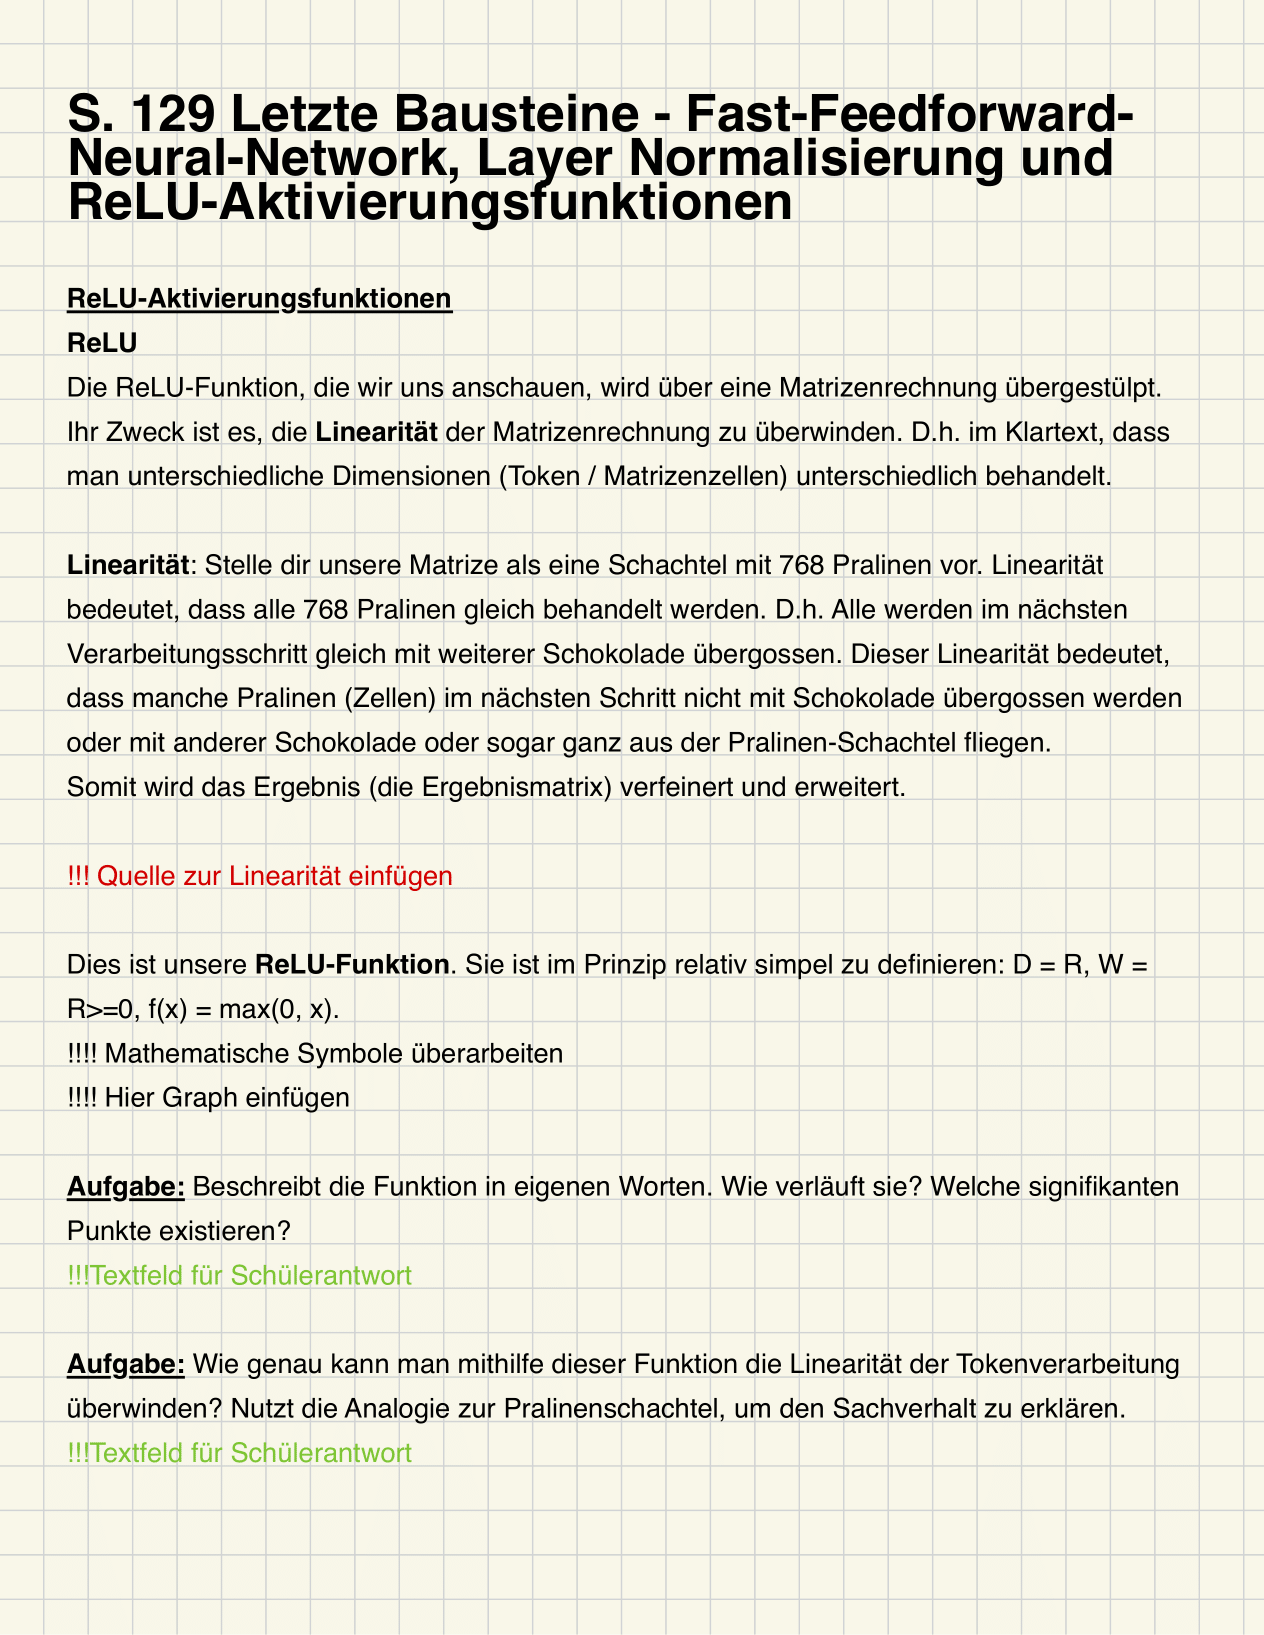 S. 129 Letzte Bausteine - Fast-Feedforward-
Neural-Network, Layer Normalisierung und
ReLU-Aktivierungsfunktionen
ReLU-Aktivierungsfunktionen
ReLU
Die ReLU-Funktion, die wir uns anschauen, wird über eine Matrizenrechnung übergestülpt.
Ihr Zweck ist es, die Linearität der Matrizenrechnung zu überwinden. D.h. im Klartext, dass
man unterschiedliche Dimensionen (Token / Matrizenzellen) unterschiedlich behandelt.
Linearität: Stelle dir unsere Matrize als eine Schachtel mit 768 Pralinen vor. Linearität
bedeutet, dass alle 768 Pralinen gleich behandelt werden. D.h. Alle werden im nächsten
Verarbeitungsschritt gleich mit weiterer Schokolade übergossen. Dieser Linearität bedeutet,
dass manche Pralinen (Zellen) im nächsten Schritt nicht mit Schokolade übergossen werden
oder mit anderer Schokolade oder sogar ganz aus der Pralinen-Schachtel fliegen.
Somit wird das Ergebnis (die Ergebnismatrix) verfeinert und erweitert.
!!! Quelle zur Linearität einfügen
Dies ist unsere ReLU-Funktion. Sie ist im Prinzip relativ simpel zu definieren: D = R, W =
R>=0, f(x) = max(0, x).
!!!! Mathematische Symbole überarbeiten
!!!! Hier Graph einfügen
Aufgabe: Beschreibt die Funktion in eigenen Worten. Wie verläuft sie? Welche signifikanten
Punkte existieren?
!!!Textfeld für Schülerantwort
Aufgabe: Wie genau kann man mithilfe dieser Funktion die Linearität der Tokenverarbeitung
überwinden? Nutzt die Analogie zur Pralinenschachtel, um den Sachverhalt zu erklären.
!!!Textfeld für Schülerantwort